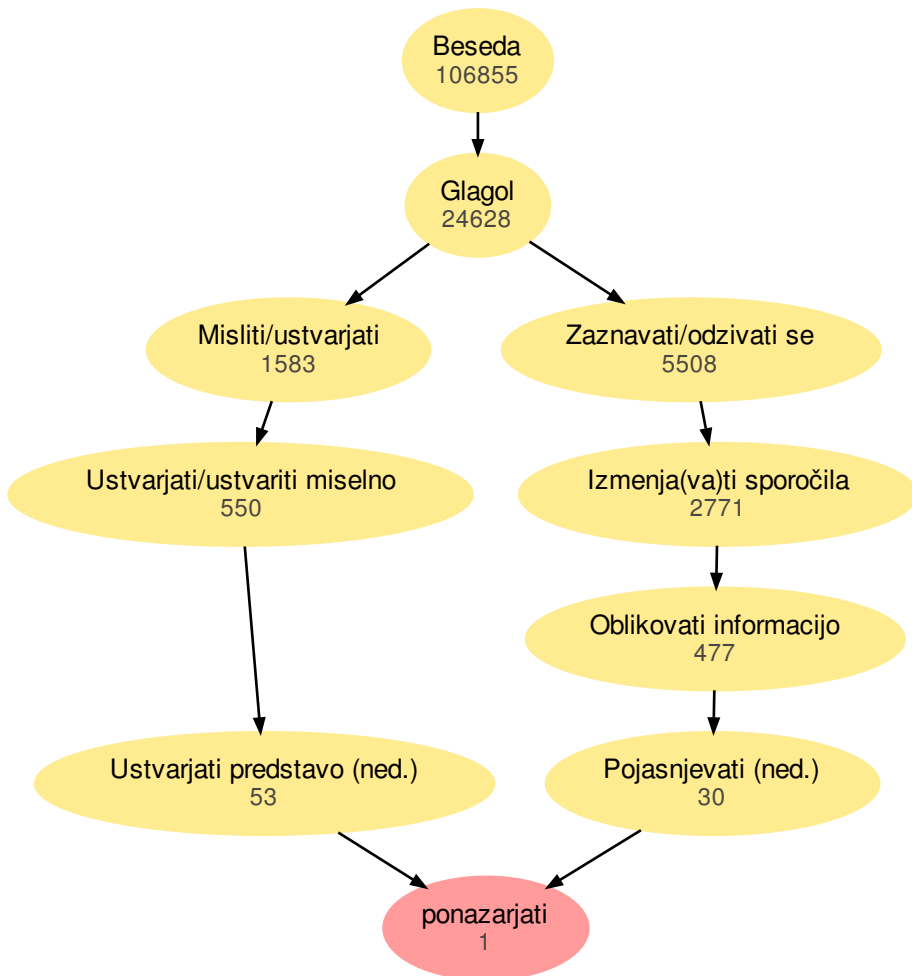 Beseda
106855
Glagol
24628
Misliti/ustvarjati
1583
Zaznavati/odzivati se
5508
Ustvarjati/ustvariti miselno
550
Izmenja(va)ti sporočila
2771
Oblikovati informacijo
477
Ustvarjati predstavo (ned.)
53
Pojasnjevati (ned.)
30
ponazarjati
1